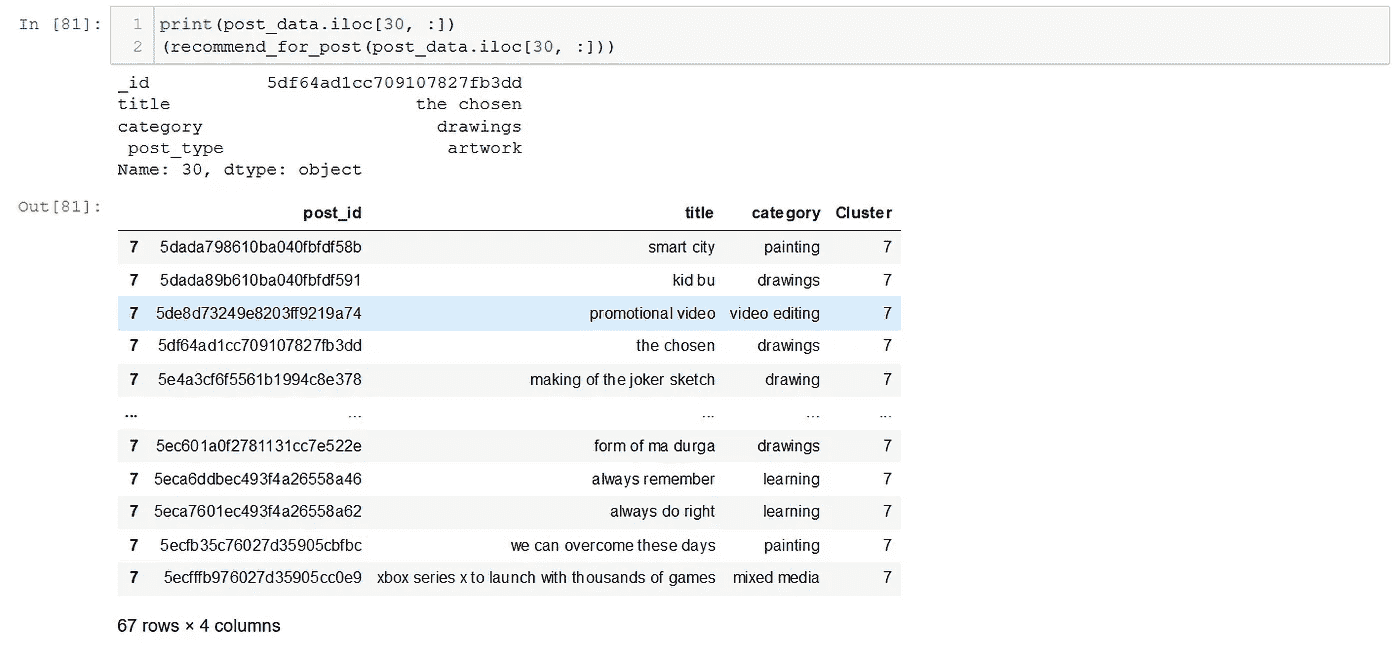 In [81]: 1 print(post_data.iloc[30, :])
2 (recommend_for_post(post_data.iloc[30, :]))
_id 5df64ad1cc709107827fb3dd
title the chosen
category drawings
post_type artwork
Name: 30, dtype: object
Out[81]:
post_id title category Cluster
7 5dada798610ba040fbfdf58b smart city painting 7
7 5dada89b610ba040fbfdf591 kid bu drawings 7
7 5de8d73249e8203ff9219a74 promotional video video editing 7
7 5df64ad1cc709107827fb3dd the chosen drawings 7
7 5e4a3cf6f5561b1994c8e378 making of the joker sketch drawing 7
... ... ... ... ...
7 5ec601a0f2781131cc7e522e form of ma durga drawings 7
7 5eca6ddbec493f4a26558a46 always remember learning 7
7 5eca7601ec493f4a26558a62 always do right learning 7
7 5ecfb35c76027d35905cbfbc we can overcome these days painting 7
7 5ecfffb976027d35905cc0e9 xbox series x to launch with thousands of games mixed media 7
67 rows × 4 columns